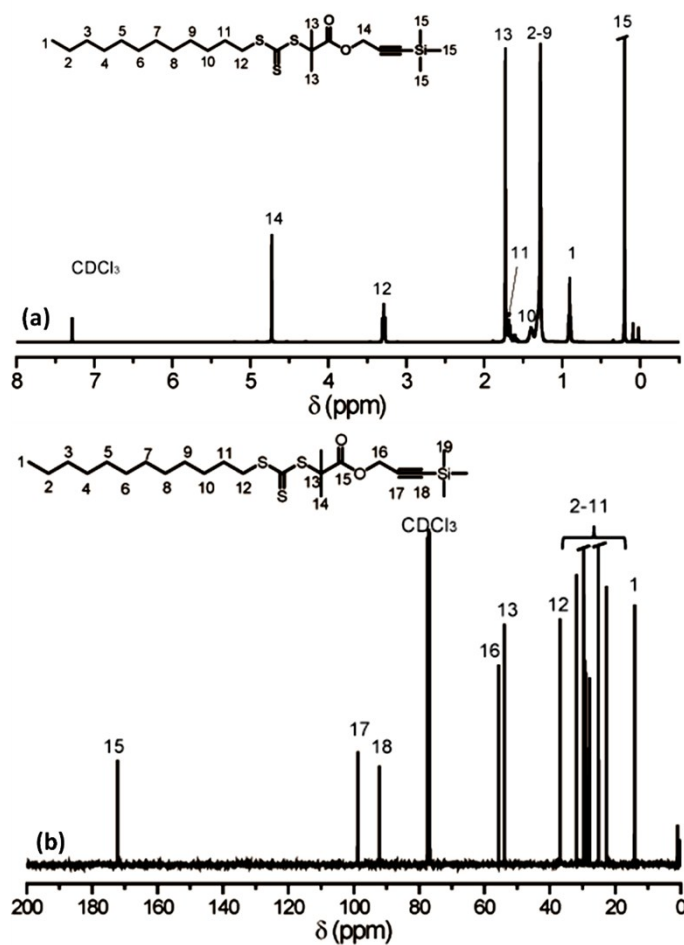 13 13 14 15
1 3 5 7 9 11 S S O O Si 15
2 4 6 8 10 12 S 13 15
13 2-9 15
14
1
CDCl₃
11
12
(a)
10
8 7 6 5 4 3 2 1 0
δ (ppm)
O 16 19
1 3 5 7 9 11 S S 13 15 O Si
2 4 6 8 10 12 S 14 17 18
2-11
CDCl₃
12 1
13
16
17
15 18
(b)
200 180 160 140 120 100 80 60 40 20 0
δ (ppm)